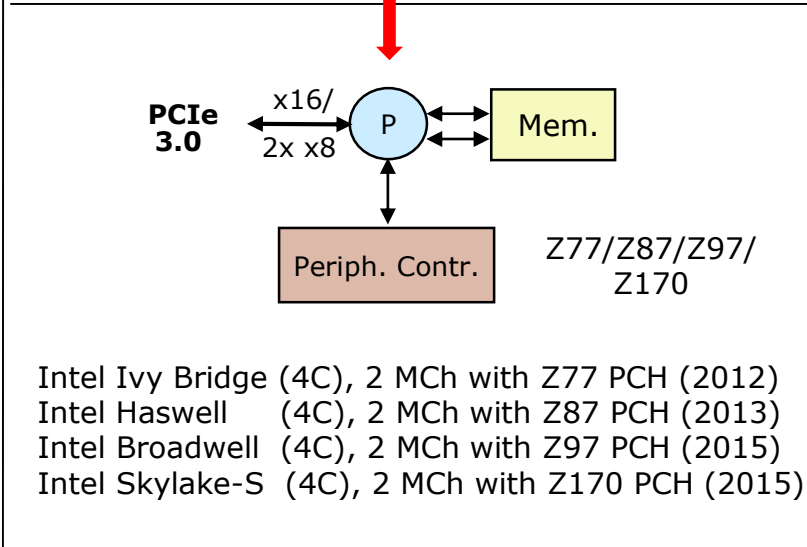 PCIe
3.0
x16/
2x x8
P
Mem.
Periph. Contr.
Z77/Z87/Z97/
Z170
Intel Ivy Bridge (4C), 2 MCh with Z77 PCH (2012)
Intel Haswell (4C), 2 MCh with Z87 PCH (2013)
Intel Broadwell (4C), 2 MCh with Z97 PCH (2015)
Intel Skylake-S (4C), 2 MCh with Z170 PCH (2015)